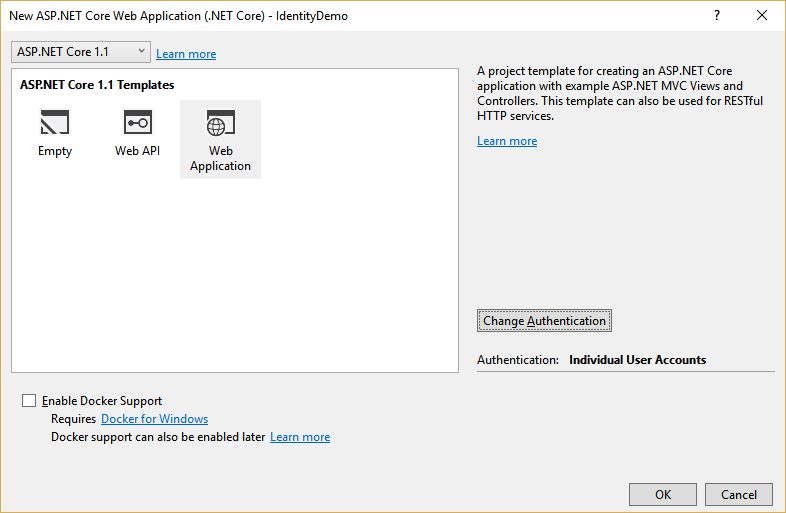 New ASP.NET Core Web Application (.NET Core) - IdentityDemo
?
ASP.NET Core 1.1
Learn more
ASP.NET Core 1.1 Templates
Empty
Web API
Web
Application
A project template for creating an ASP.NET Core
application with example ASP.NET MVC Views and
Controllers. This template can also be used for RESTful
HTTP services.
Learn more
Change Authentication
Authentication: Individual User Accounts
Enable Docker Support
Requires Docker for Windows
Docker support can also be enabled later Learn more
OK
Cancel